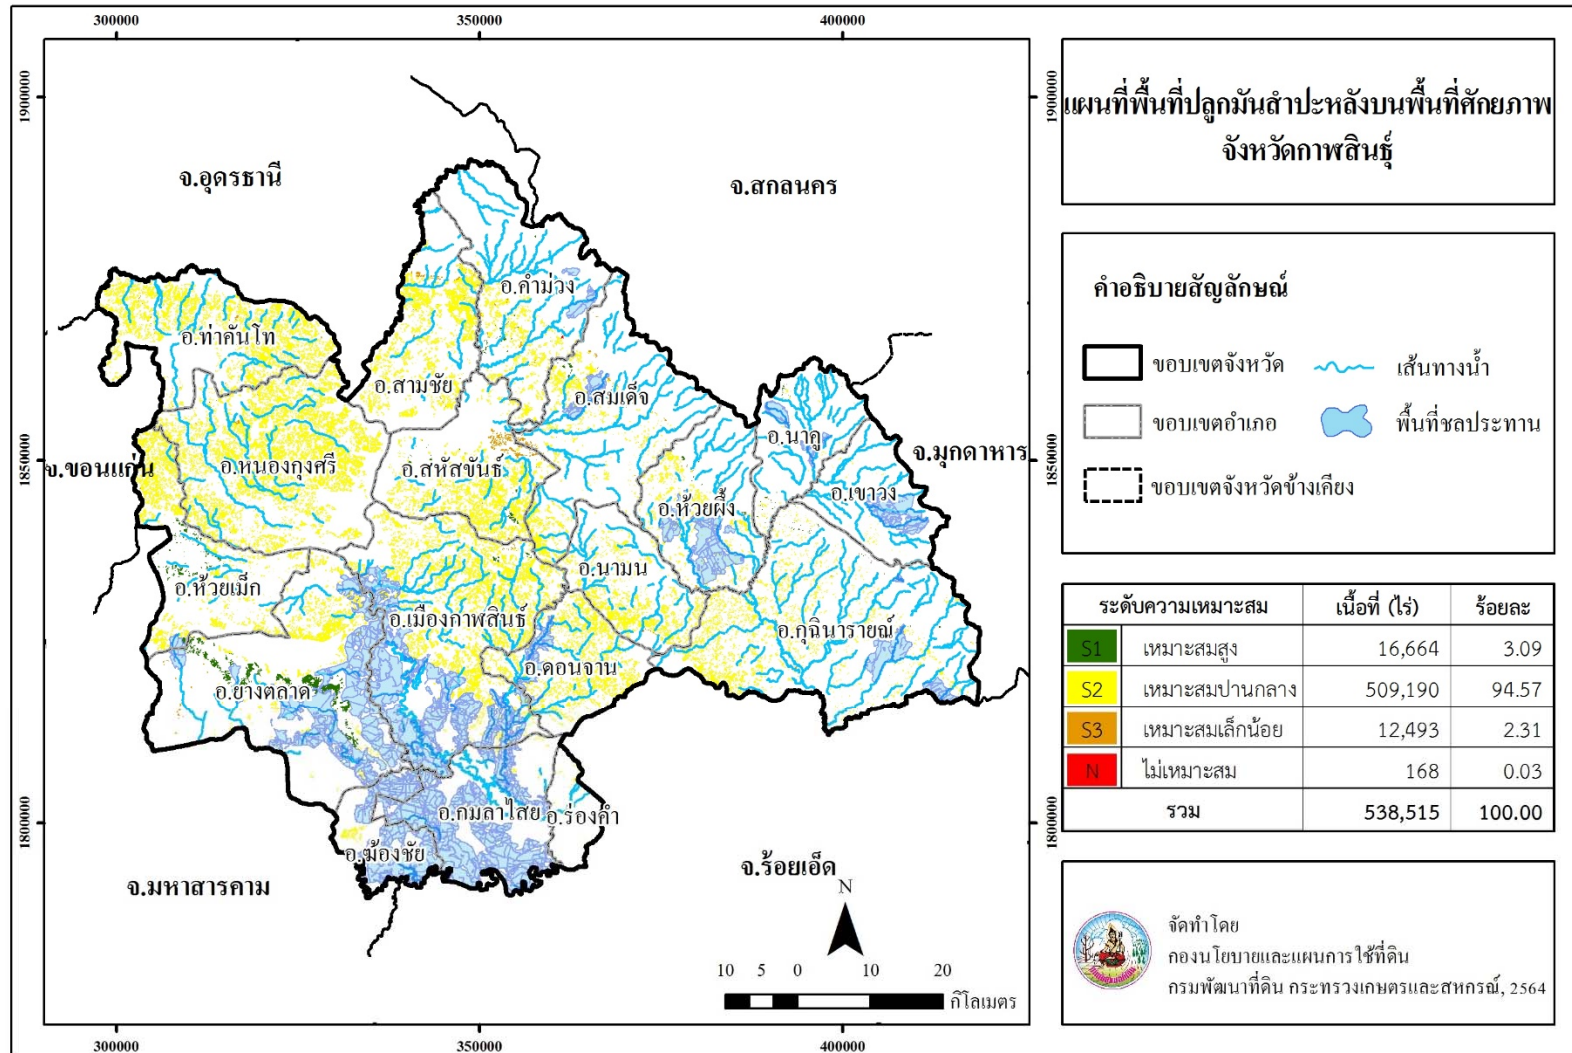 300000 350000 400000
1900000 1850000 1800000
จ.อุดรธานี
จ.สกลนคร
จ.ขอนแก่น
จ.มุกดาหาร
จ.มหาสารคาม
จ.ร้อยเอ็ด
อ.คำม่วง
อ.ท่าคันโท
อ.สามชัย
อ.สมเด็จ
อ.นาคู
อ.หนองกุงศรี
อ.สหัสขันธ์
อ.เขาวง
อ.ห้วยผึ้ง
อ.ห้วยเม็ก
อ.นามน
อ.เมืองกาฬสินธุ์
อ.กุฉินารายณ์
อ.ดอนจาน
อ.ยางตลาด
อ.กมลาไสย
อ.ร่องคำ
อ.ฆ้องชัย
N
10 5 0 10 20
กิโลเมตร
300000 350000 400000
1900000 1850000 1800000
แผนที่พื้นที่ปลูกมันสำปะหลังบนพื้นที่ศักยภาพ
จังหวัดกาฬสินธุ์
คำอธิบายสัญลักษณ์
ขอบเขตจังหวัด เส้นทางน้ำ
ขอบเขตอำเภอ พื้นที่ชลประทาน
ขอบเขตจังหวัดข้างเคียง
ระดับความเหมาะสม เนื้อที่ (ไร่) ร้อยละ
S1 เหมาะสมสูง 16,664 3.09
S2 เหมาะสมปานกลาง 509,190 94.57
S3 เหมาะสมเล็กน้อย 12,493 2.31
N ไม่เหมาะสม 168 0.03
รวม 538,515 100.00
จัดทำโดย
กองนโยบายและแผนการใช้ที่ดิน
กรมพัฒนาที่ดิน กระทรวงเกษตรและสหกรณ์, 2564